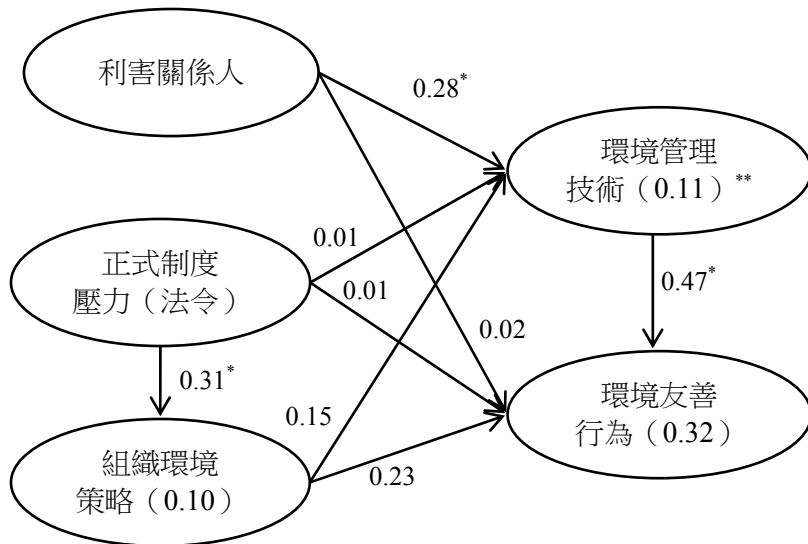 利害關係人
0.28*
環境管理
技術（0.11）**
0.01
正式制度
壓力（法令）
0.01
0.47*
0.02
0.31*
環境友善
行為（0.32）
0.15
組織環境
策略（0.10）
0.23